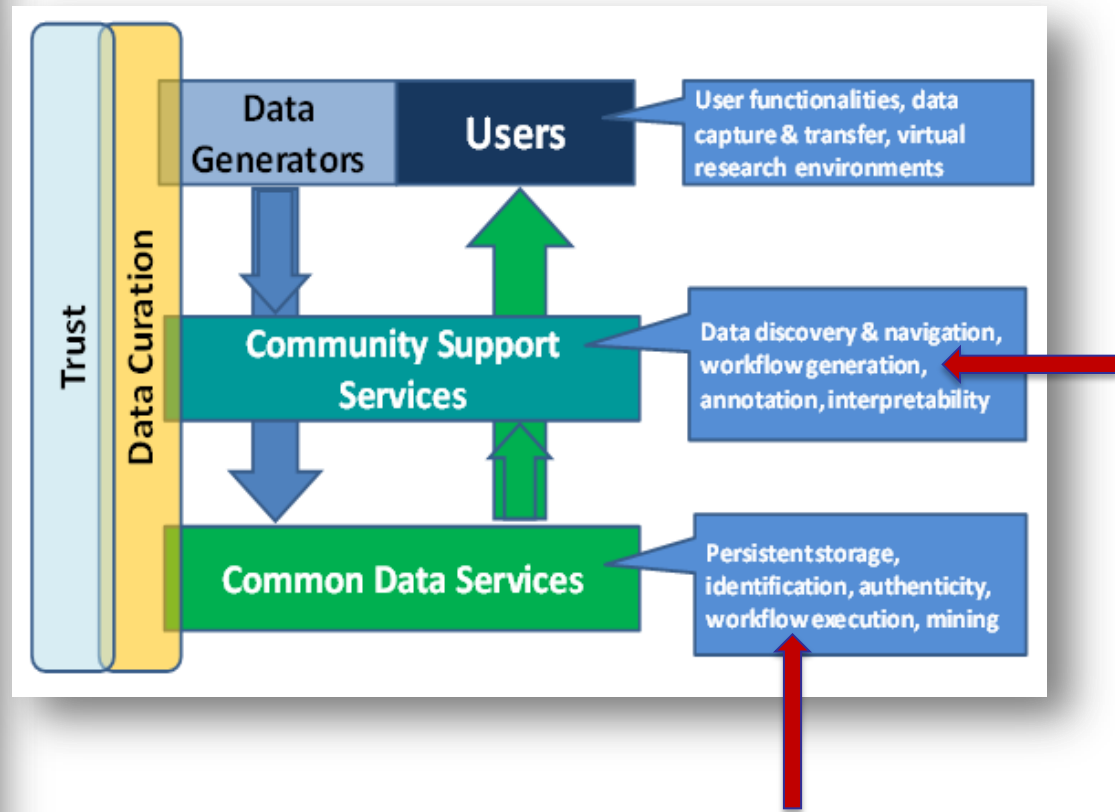 Trust
Data Curation
Data
Generators
Users
User functionalities, data
capture & transfer, virtual
research environments
Community Support
Services
Data discovery & navigation,
workflow generation,
annotation, interpretability
Common Data Services
Persistent storage,
identification, authenticity,
workflow execution, mining